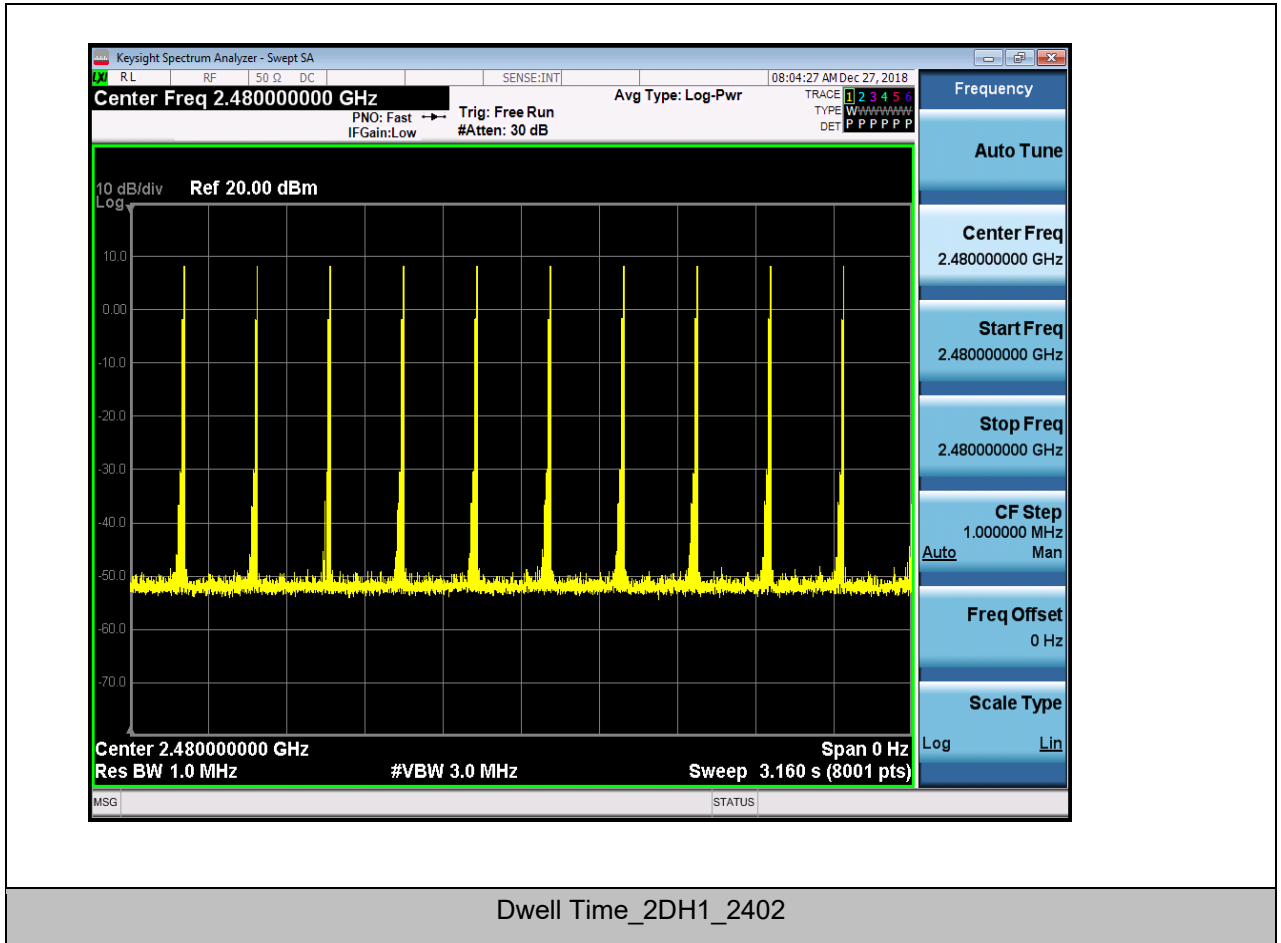 Keysight Spectrum Analyzer - Swept SA
LXI RL RF 50 Ω DC SENSE:INT 08:04:27 AM Dec 27, 2018
Center Freq 2.480000000 GHz
PNO: Fast
IFGain:Low
Trig: Free Run
#Atten: 30 dB
Avg Type: Log-Pwr
TRACE 1 2 3 4 5 6
TYPE WWWWWW
DET P P P P P P
10 dB/div Ref 20.00 dBm
Log
10.0
0.00
-10.0
-20.0
-30.0
-40.0
-50.0
-60.0
-70.0
Center 2.480000000 GHz Span 0 Hz
Res BW 1.0 MHz #VBW 3.0 MHz Sweep 3.160 s (8001 pts)
MSG STATUS
Frequency
Auto Tune
Center Freq
2.480000000 GHz
Start Freq
2.480000000 GHz
Stop Freq
2.480000000 GHz
CF Step
1.000000 MHz
Auto Man
Freq Offset
0 Hz
Scale Type
Log Lin
Dwell Time_2DH1_2402